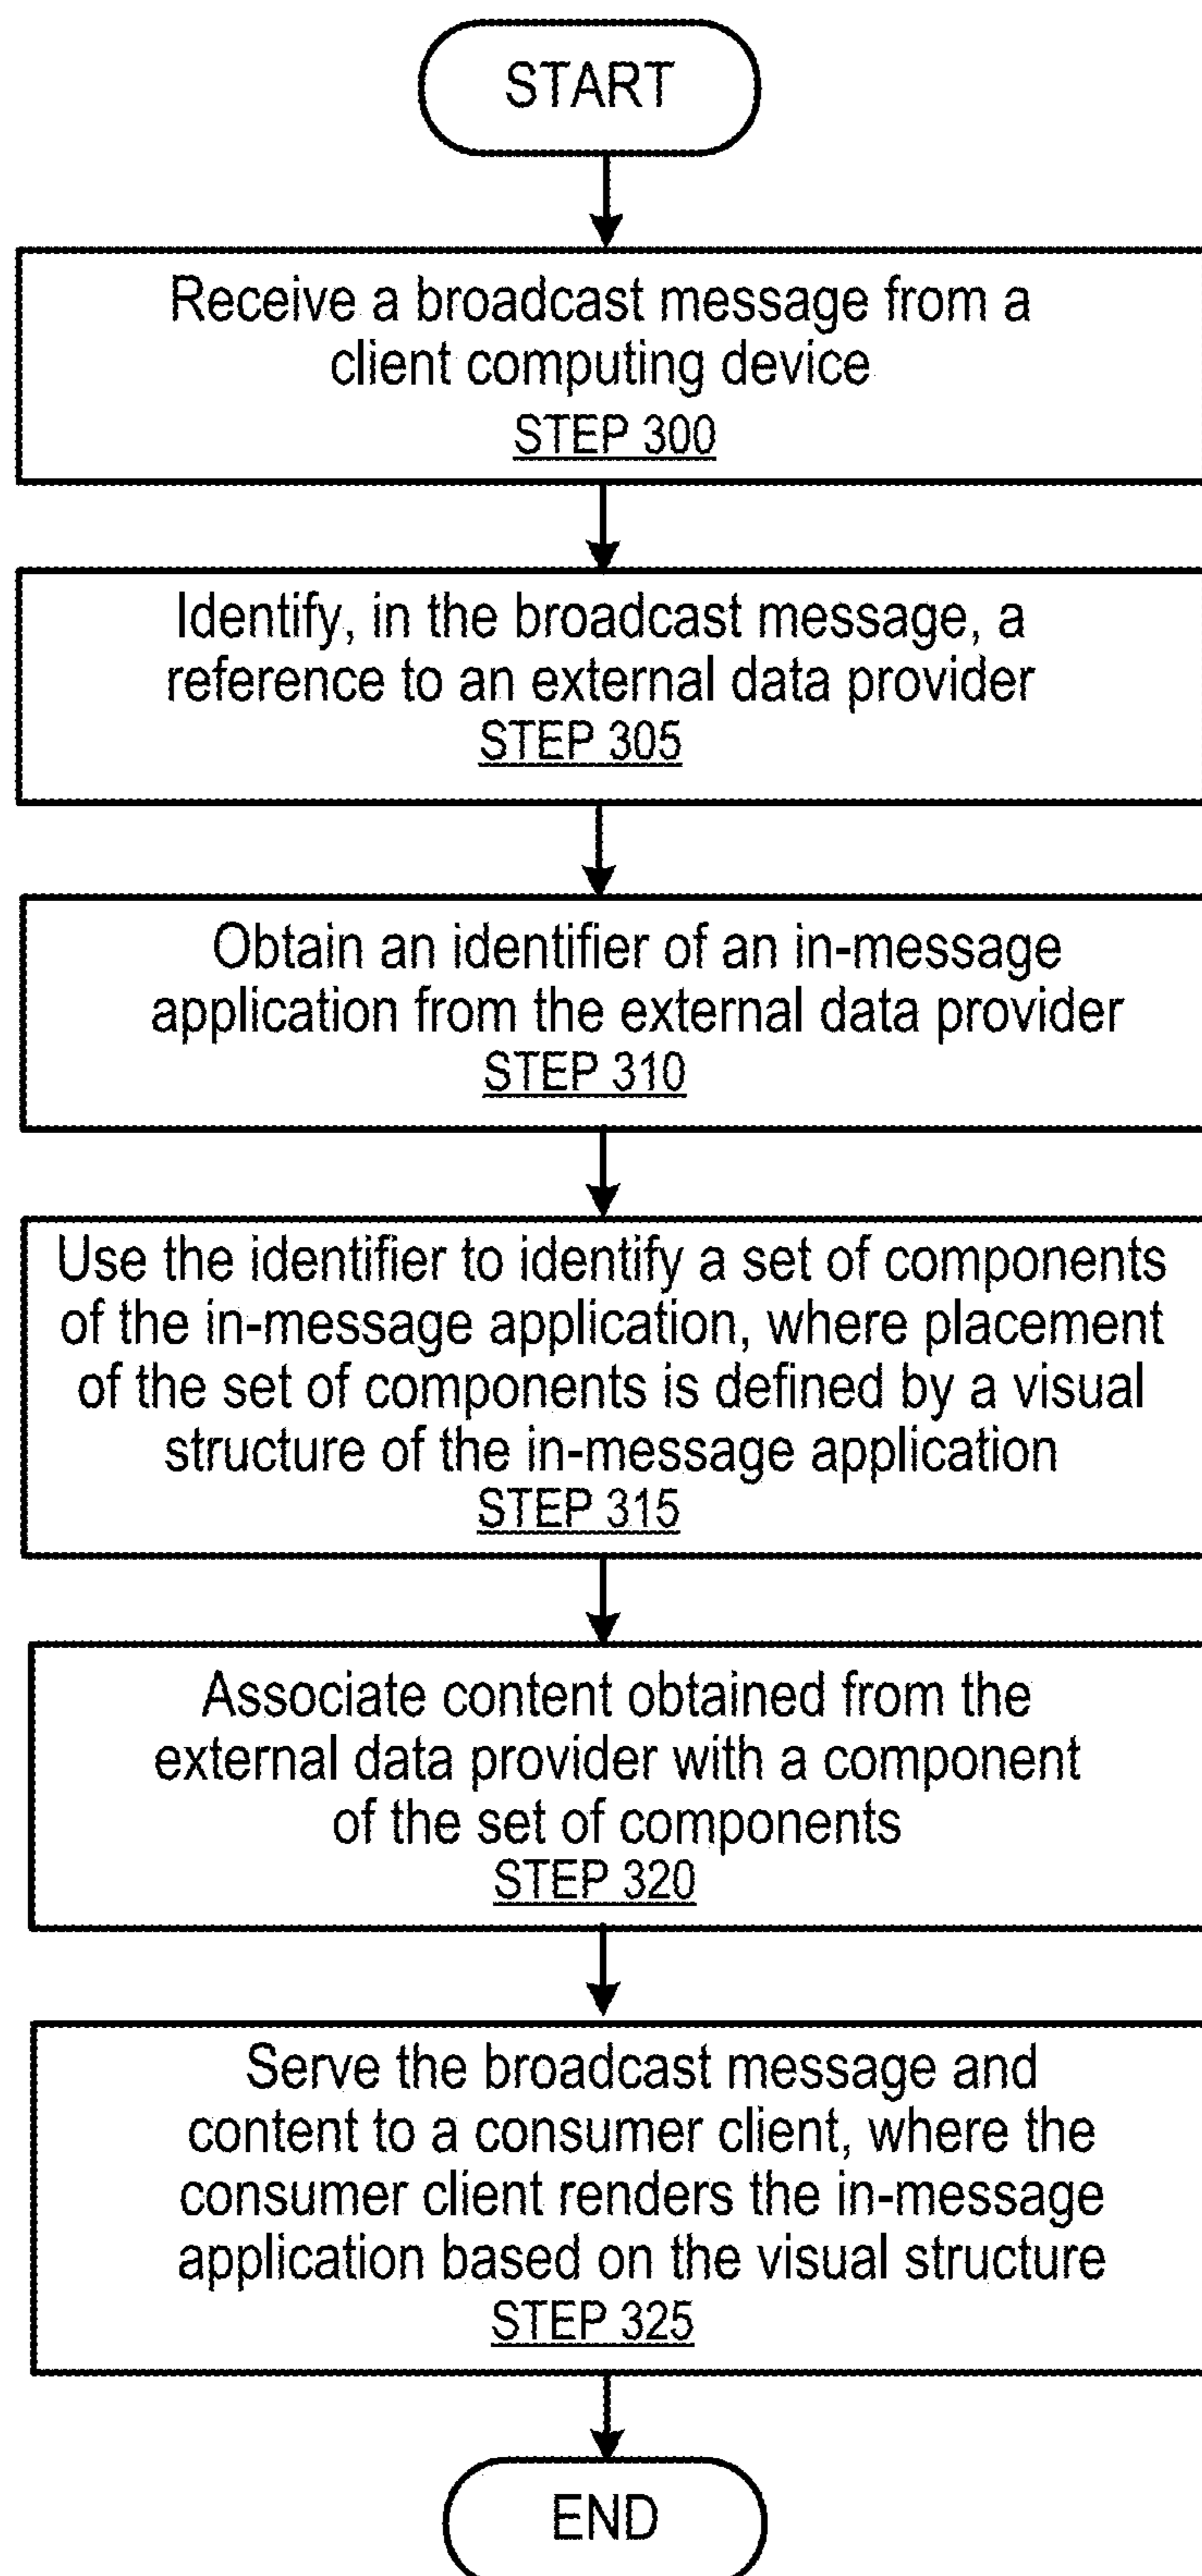 START
Receive a broadcast message from a
client computing device
STEP 300
Identify, in the broadcast message, a
reference to an external data provider
STEP 305
Obtain an identifier of an in-message
application from the external data provider
STEP 310
Use the identifier to identify a set of components
of the in-message application, where placement
of the set of components is defined by a visual
structure of the in-message application
STEP 315
Associate content obtained from the
external data provider with a component
of the set of components
STEP 320
Serve the broadcast message and
content to a consumer client, where the
consumer client renders the in-message
application based on the visual structure
STEP 325
END